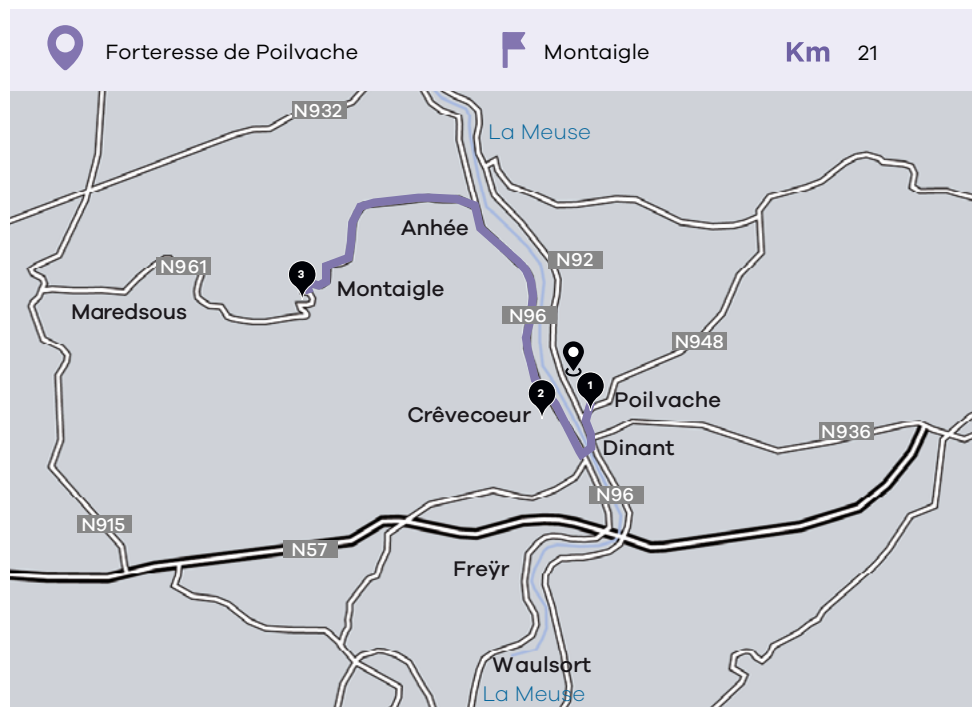 Forteresse de Poilvache
Montaigle
Km 21
N932
La Meuse
Anhée
N92
N961
3
Montaigle
Maredsous
N96
N948
2
1
Poilvache
Crêvecoeur
N936
Dinant
N96
N915
N57
Freÿr
Waulsort
La Meuse